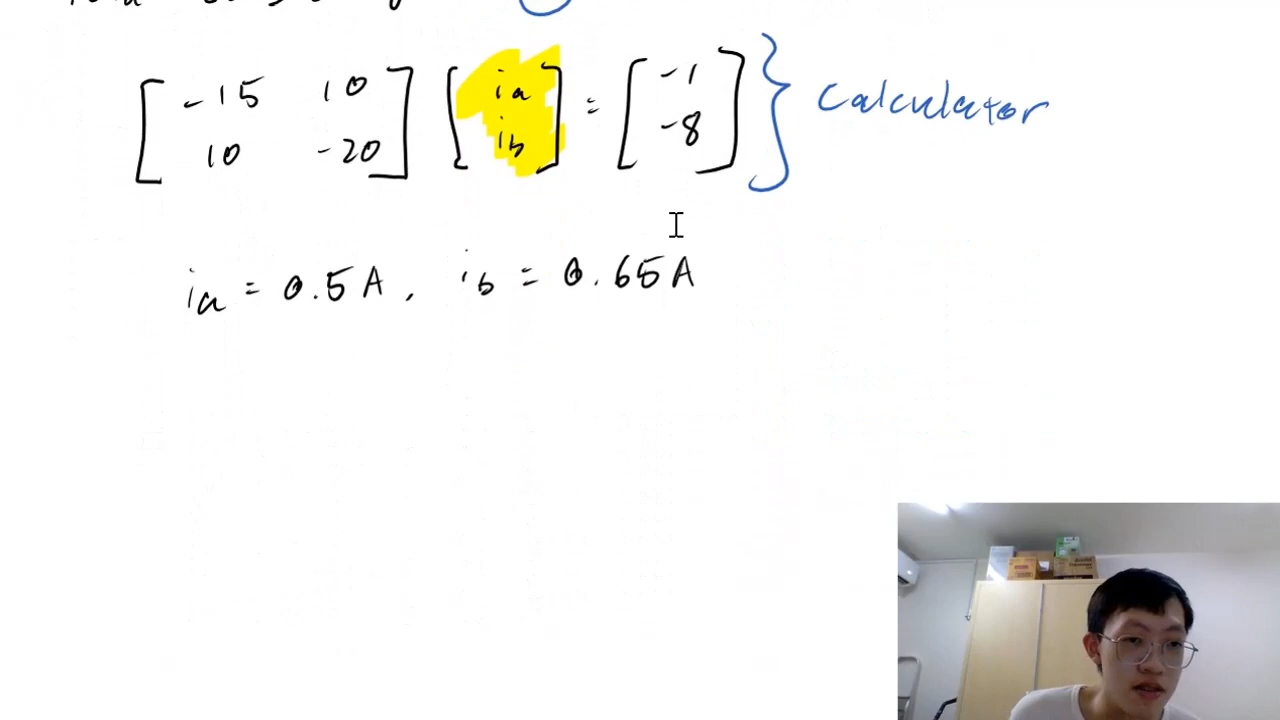 [-15 10] [ia] = [-1] } Calculator
[10 -20] [ib] [-8]
ia = 0.5A, ib = 0.65A